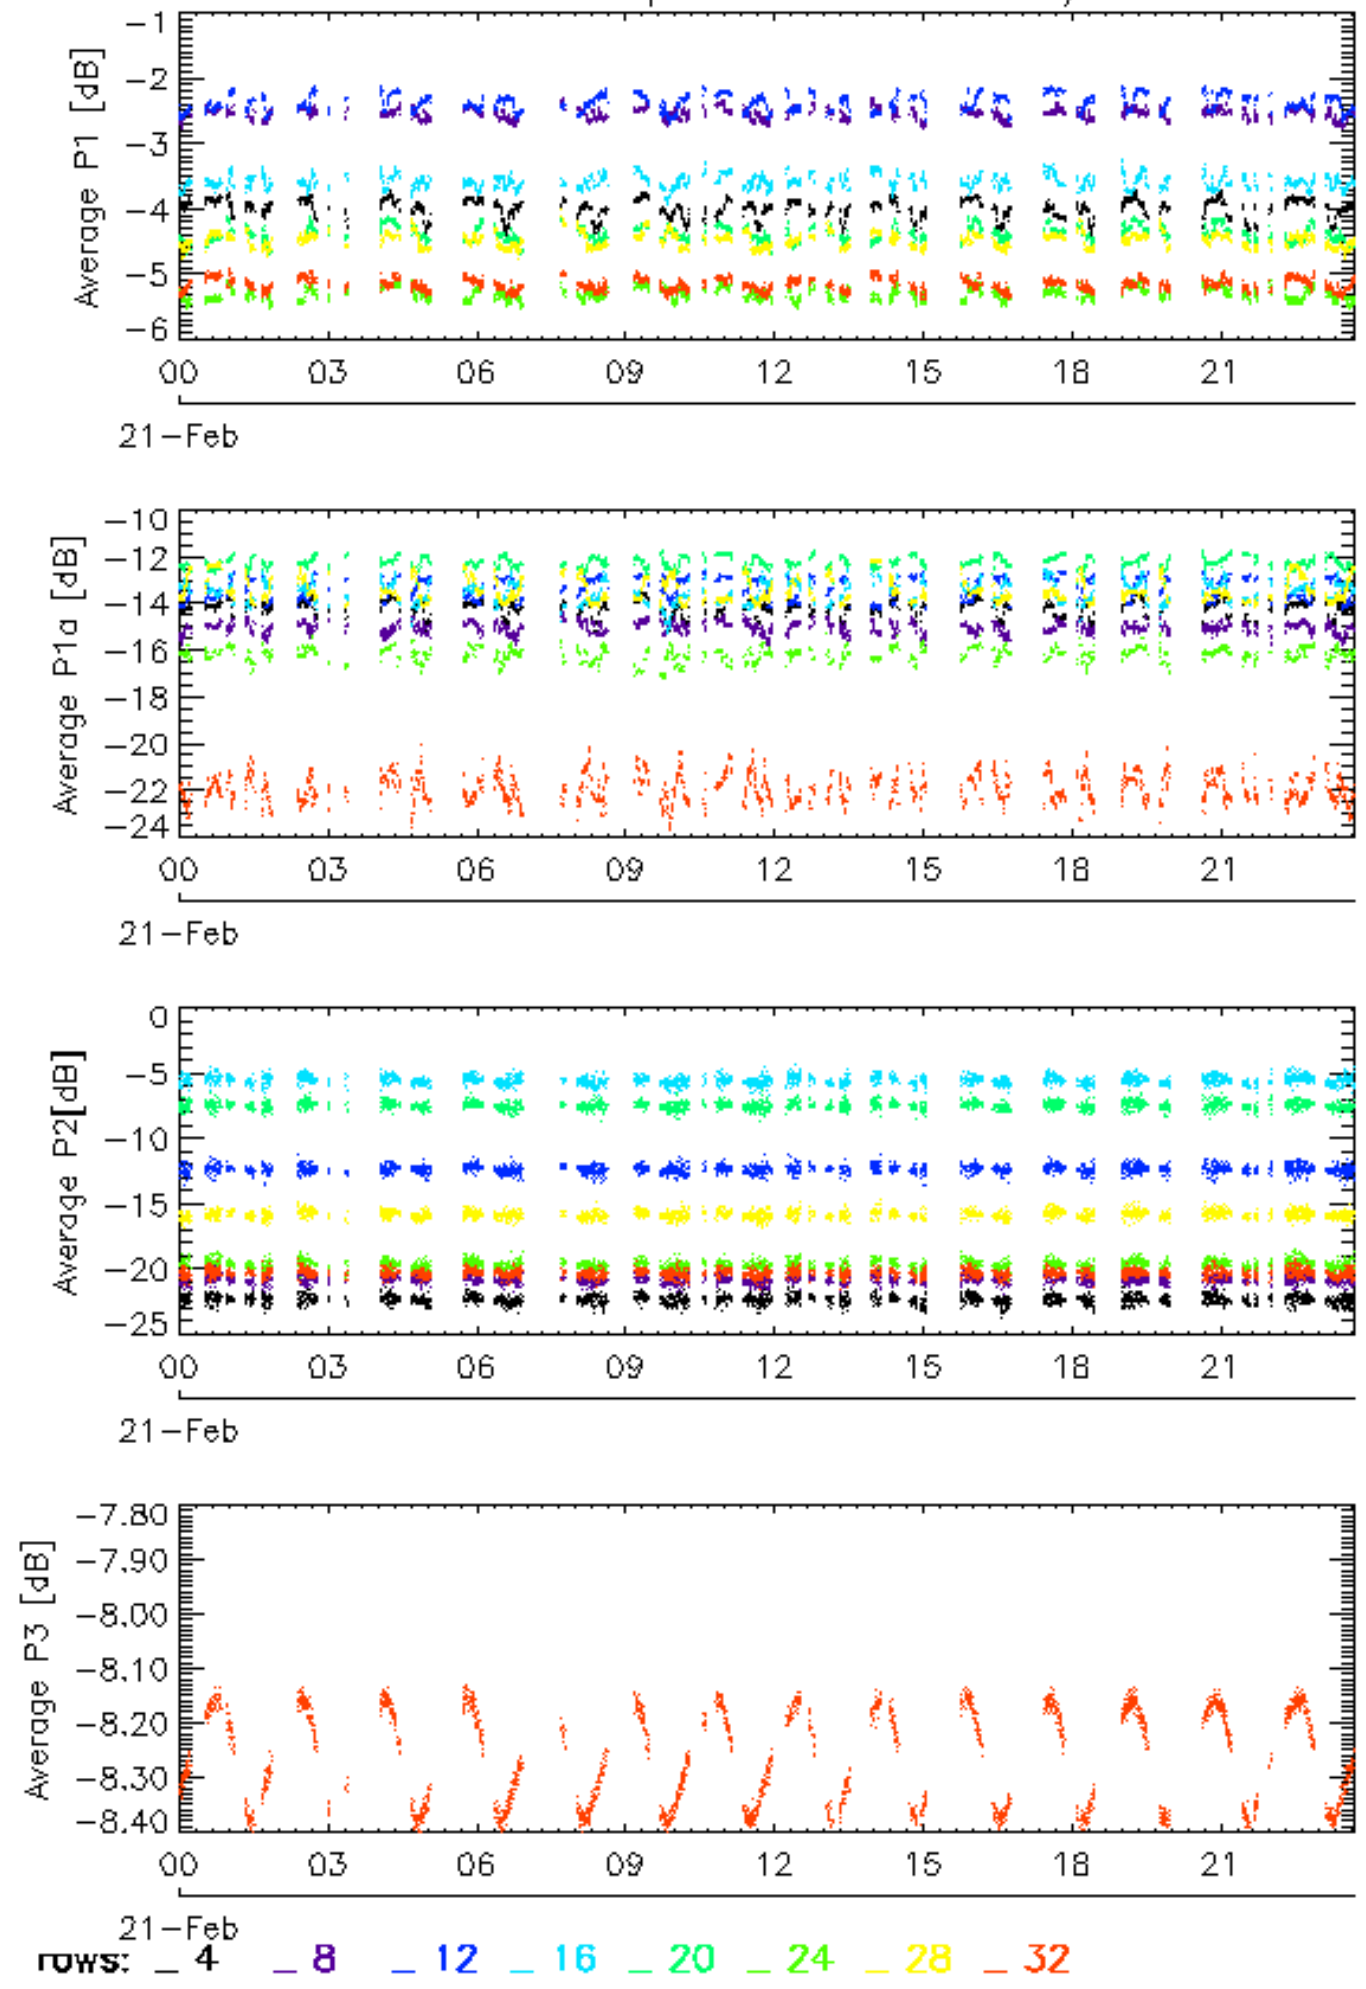 Average P1 [dB]
-1
-2
-3
-4
-5
-6
00 03 06 09 12 15 18 21
21-Feb
Average P1a [dB]
-10
-12
-14
-16
-18
-20
-22
-24
00 03 06 09 12 15 18 21
21-Feb
Average P2[dB]
0
-5
-10
-15
-20
-25
00 03 06 09 12 15 18 21
21-Feb
Average P3 [dB]
-7.80
-7.90
-8.00
-8.10
-8.20
-8.30
-8.40
00 03 06 09 12 15 18 21
21-Feb
rows: _ 4 _ 8 _ 12 _ 16 _ 20 _ 24 _ 28 _ 32